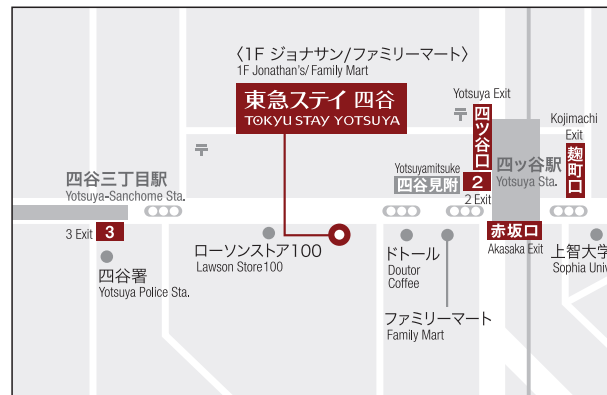 〈1F ジョナサン/ファミリーマート〉
1F Jonathan's/ Family Mart
東急ステイ 四谷
TOKYU STAY YOTSUYA
Yotsuya Exit
〒
四ツ谷口
Kojimachi
Exit
麹町口
〒
四谷三丁目駅
Yotsuya-Sanchome Sta.
Yotsuyamitsuke
四谷見附
2
2 Exit
四ッ谷駅
Yotsuya Sta.
3 Exit
3
四谷署
Yotsuya Police Sta.
ローソンストア100
Lawson Store100
ドトール
Doutor
Coffee
ファミリーマート
Family Mart
赤坂口
Akasaka Exit
上智大学
Sophia Univ